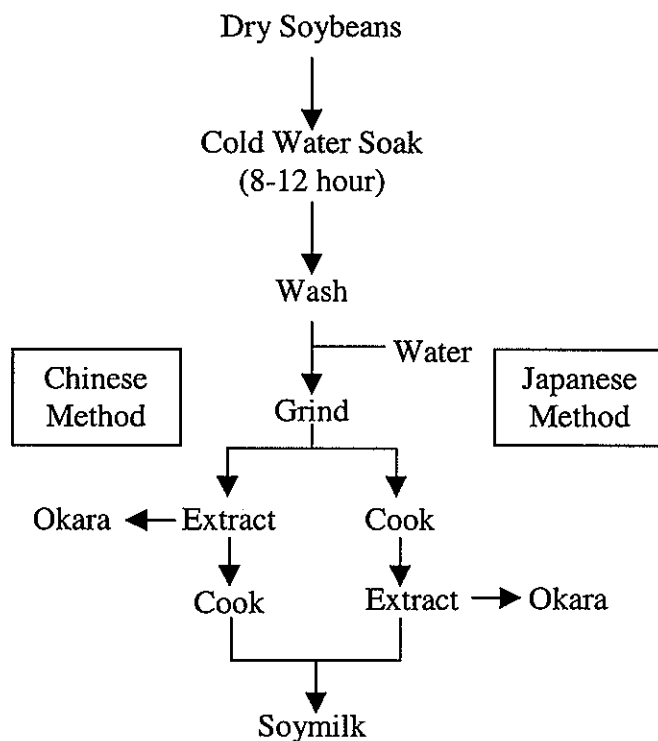 Dry Soybeans
Cold Water Soak
(8-12 hour)
Wash
Water
Chinese
Method
Japanese
Method
Grind
Okara
Extract
Cook
Cook
Extract
Okara
Soymilk